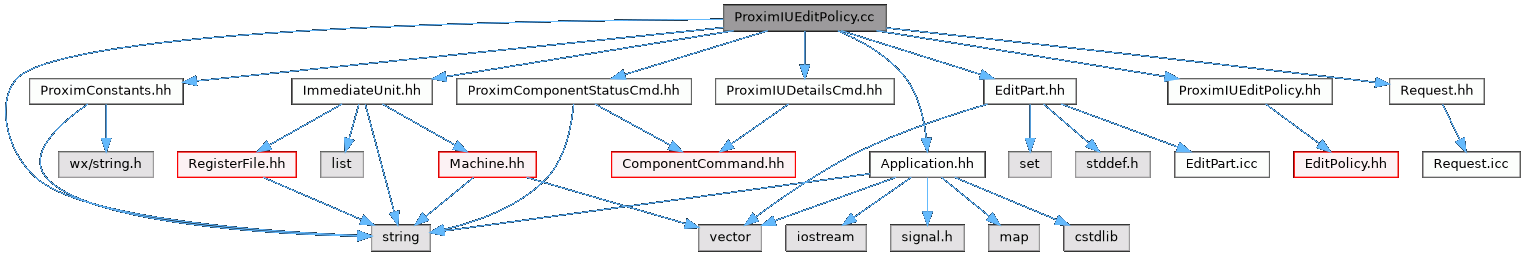 ProximIUEditPolicy.cc
ProximConstants.hh
ImmediateUnit.hh
ProximComponentStatusCmd.hh
ProximIUDetailsCmd.hh
EditPart.hh
ProximIUEditPolicy.hh
Request.hh
wx/string.h
RegisterFile.hh
list
Machine.hh
ComponentCommand.hh
Application.hh
set
stddef.h
EditPart.icc
EditPolicy.hh
Request.icc
string
vector
iostream
signal.h
map
cstdlib